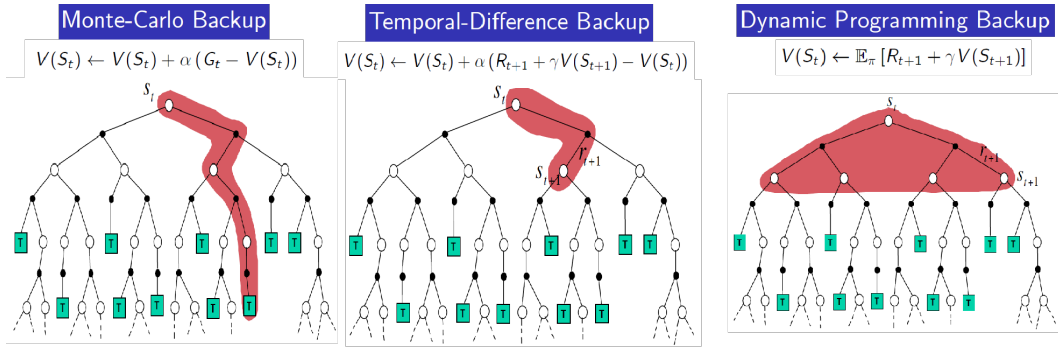 Monte-Carlo Backup
V(S_t) ← V(S_t) + α (G_t − V(S_t))
s_t
T
T
T
T
T
T
T
T
T
T
Temporal-Difference Backup
V(S_t) ← V(S_t) + α (R_{t+1} + γV(S_{t+1}) − V(S_t))
s_t
r_{t+1}
s_{t+1}
T
T
T
T
T
T
T
T
T
T
Dynamic Programming Backup
V(S_t) ← 𝔼_π [R_{t+1} + γV(S_{t+1})]
s_t
r_{t+1}
s_{t+1}
T
T
T
T
T
T
T
T
T
T